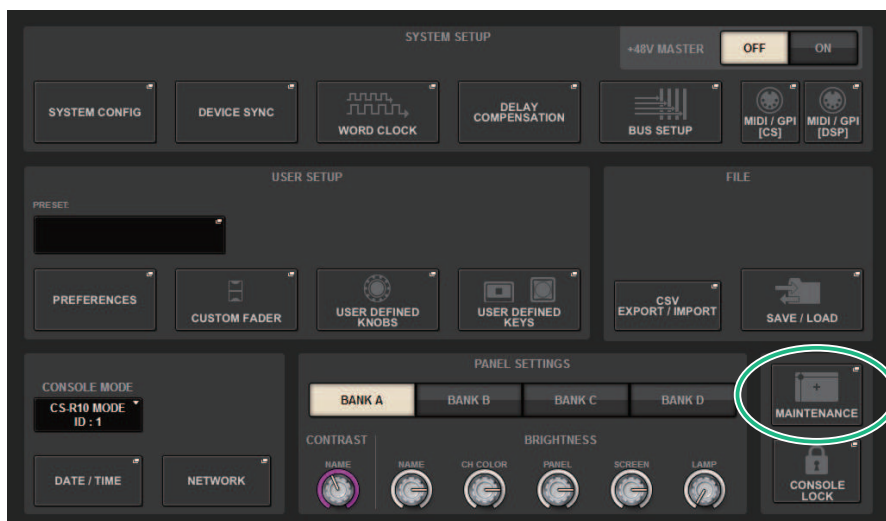 SYSTEM SETUP
+48V MASTER
OFF
ON
SYSTEM CONFIG
DEVICE SYNC
WORD CLOCK
DELAY
COMPENSATION
BUS SETUP
MIDI / GPI
[CS]
MIDI / GPI
[DSP]
USER SETUP
PRESET:
PREFERENCES
CUSTOM FADER
USER DEFINED
KNOBS
USER DEFINED
KEYS
FILE
CSV
EXPORT / IMPORT
SAVE / LOAD
CONSOLE MODE
CS-R10 MODE
ID : 1
DATE / TIME
NETWORK
PANEL SETTINGS
BANK A
BANK B
BANK C
BANK D
CONTRAST
BRIGHTNESS
NAME
NAME
CH COLOR
PANEL
SCREEN
LAMP
MAINTENANCE
CONSOLE
LOCK